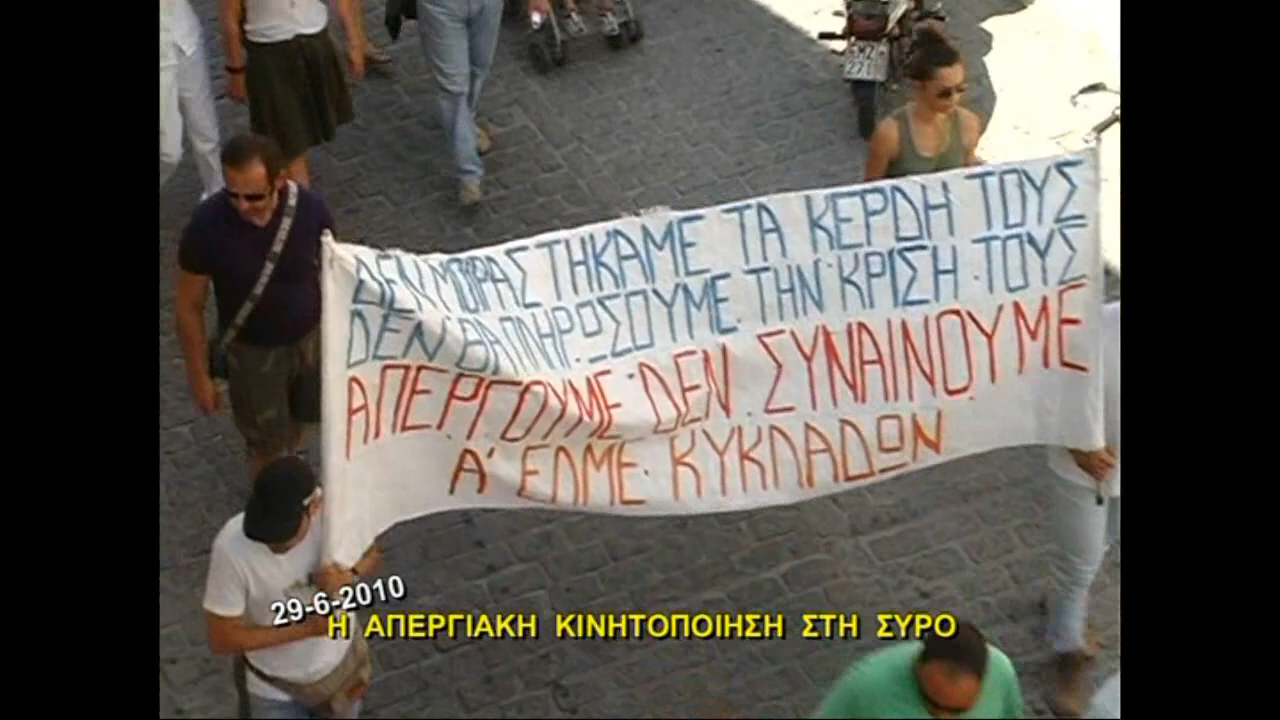 ΔΕΝ ΜΟΙΡΑΣΤΗΚΑΜΕ ΤΑ ΚΕΡΔΗ ΤΟΥΣ
ΔΕΝ ΘΑ ΠΛΗΡΩΣΟΥΜΕ ΤΗΝ ΚΡΙΣΗ ΤΟΥΣ
ΑΠΕΡΓΟΥΜΕ ΔΕΝ ΣΥΝΑΙΝΟΥΜΕ
Α' ΕΛΜΕ ΚΥΚΛΑΔΩΝ
29-6-2010
Η ΑΠΕΡΓΙΑΚΗ ΚΙΝΗΤΟΠΟΙΗΣΗ ΣΤΗ ΣΥΡΟ